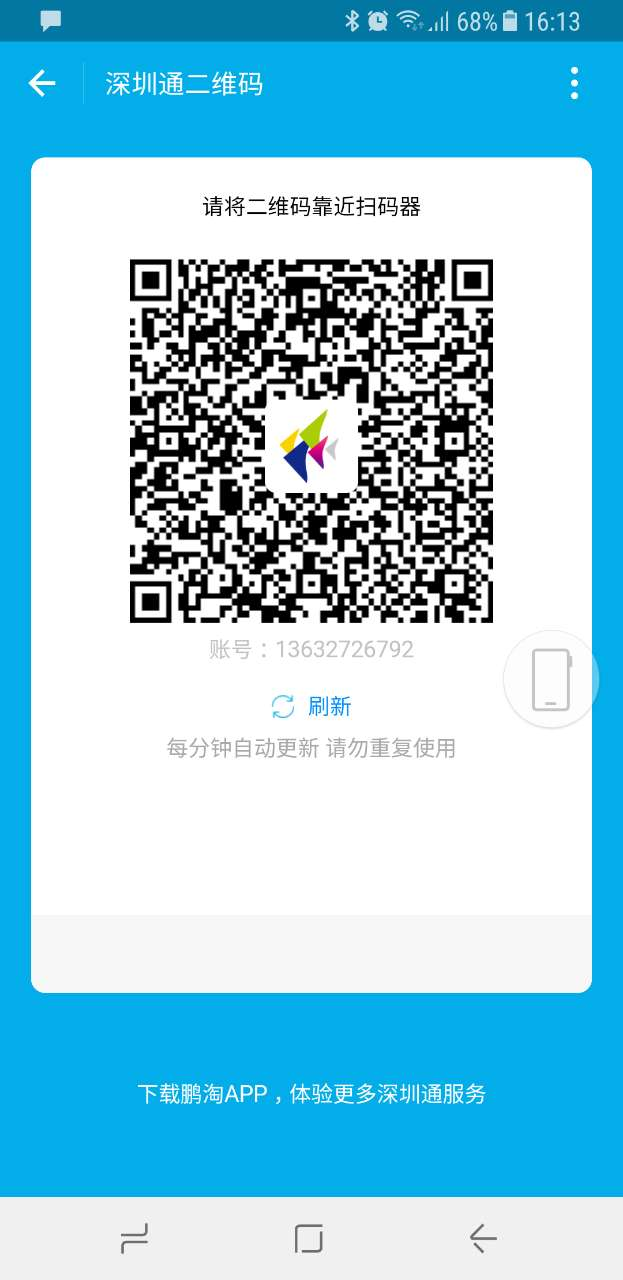 68% 16:13
深圳通二维码
请将二维码靠近扫码器
账号：13632726792
刷新
每分钟自动更新 请勿重复使用
下载鹏淘APP，体验更多深圳通服务